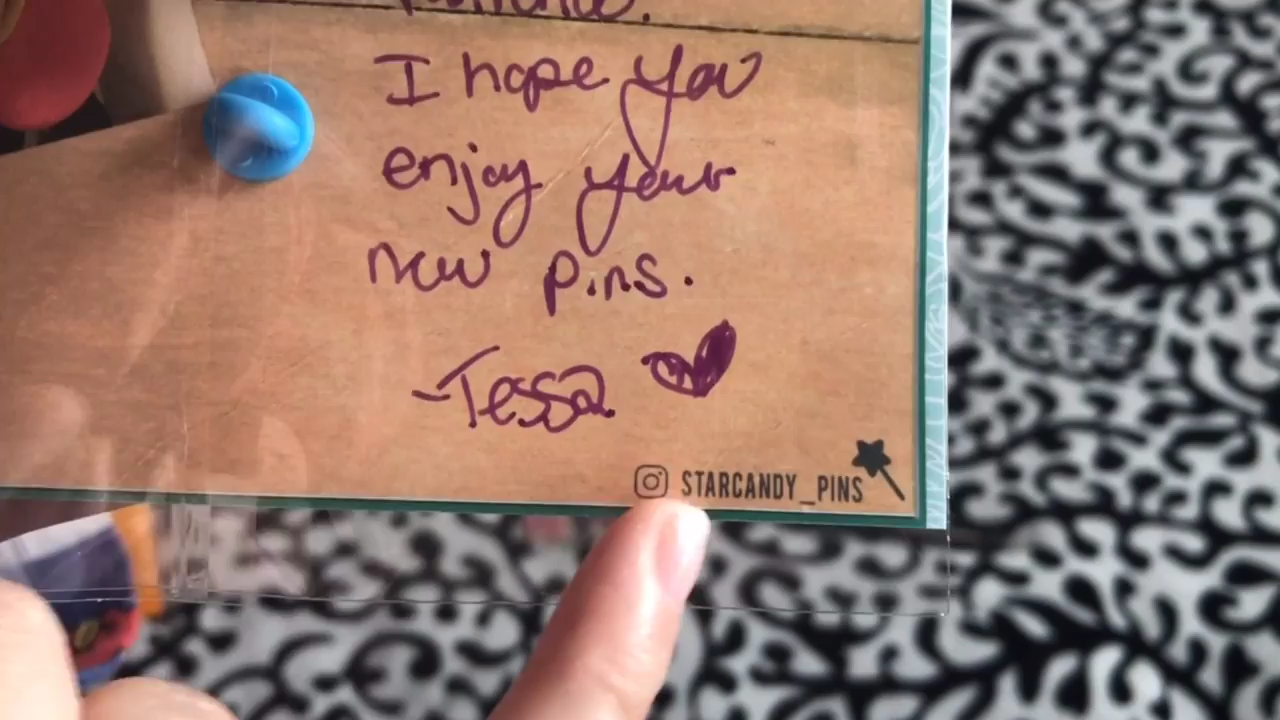 I hope you
enjoy your
new pins.
-Tessa
STARCANDY_PINS